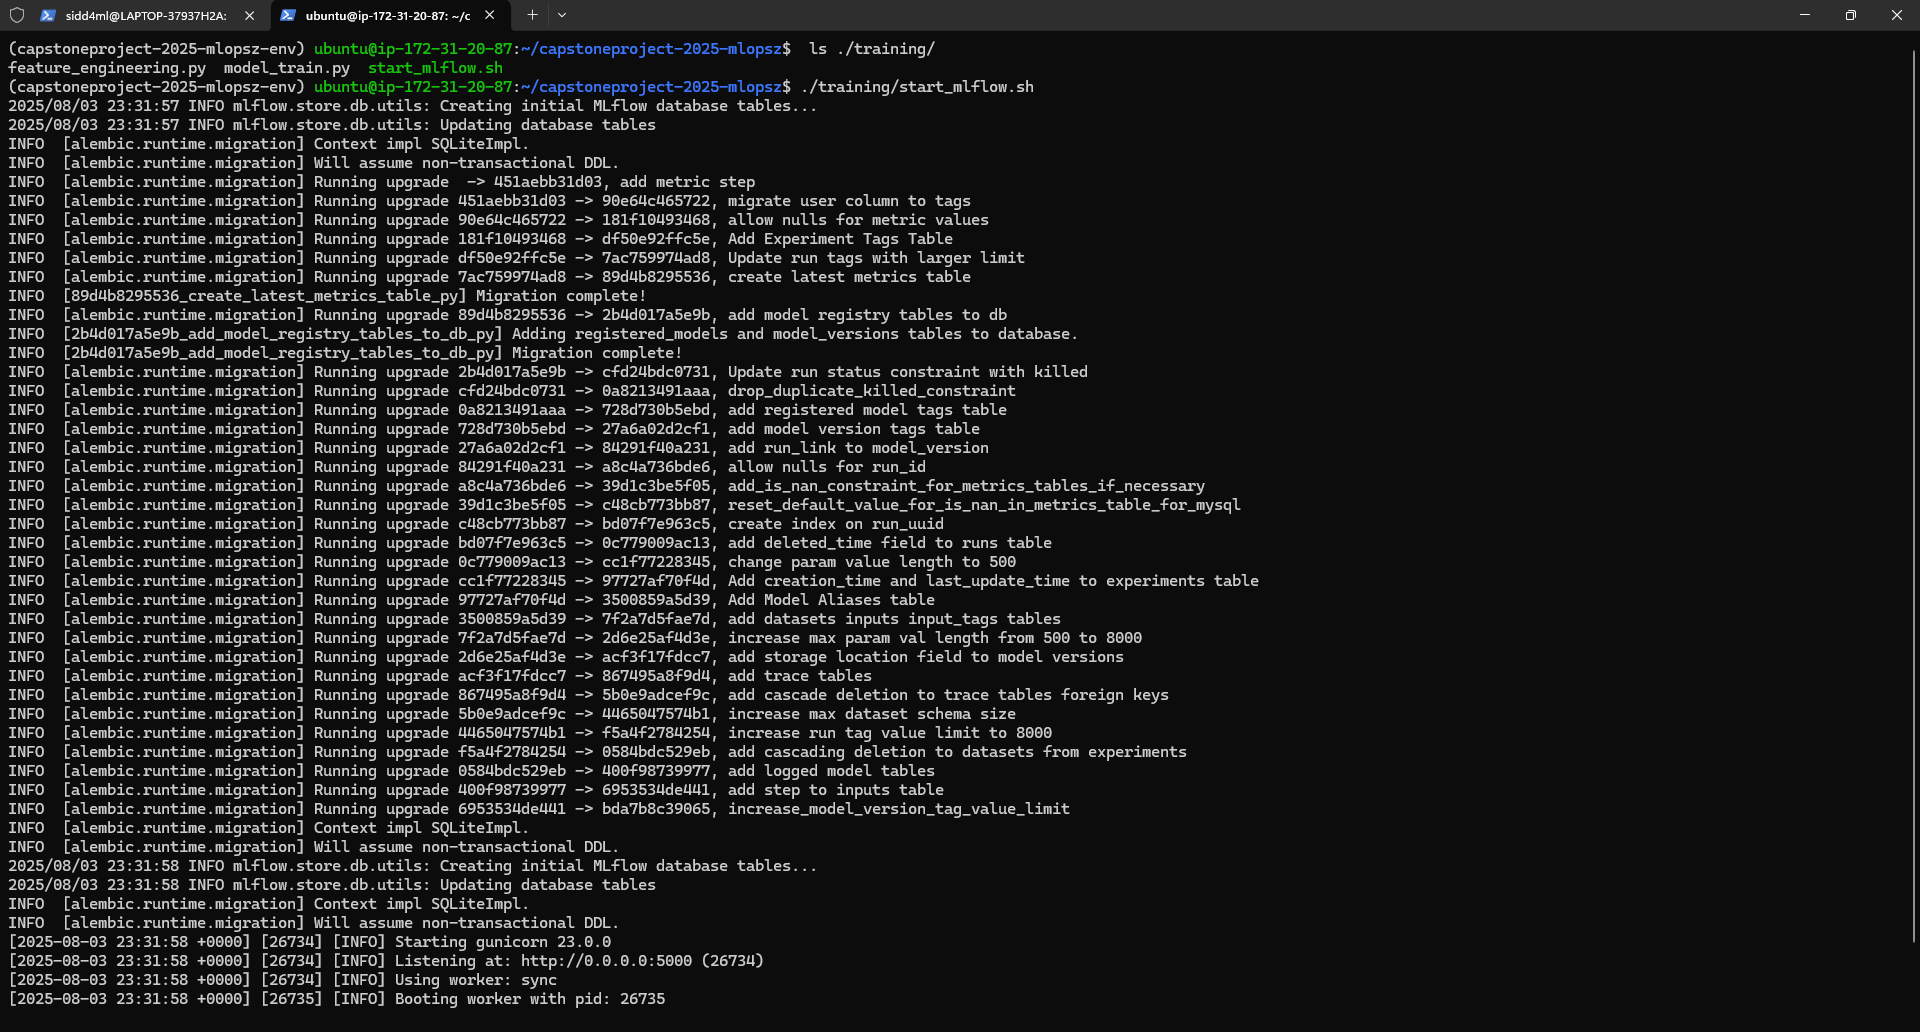 sidd4ml@LAPTOP-37937H2A:
ubuntu@ip-172-31-20-87: ~/c
(capstoneproject-2025-mlopsz-env) ubuntu@ip-172-31-20-87:~/capstoneproject-2025-mlopsz$  ls ./training/
feature_engineering.py  model_train.py  start_mlflow.sh
(capstoneproject-2025-mlopsz-env) ubuntu@ip-172-31-20-87:~/capstoneproject-2025-mlopsz$ ./training/start_mlflow.sh
2025/08/03 23:31:57 INFO mlflow.store.db.utils: Creating initial MLflow database tables...
2025/08/03 23:31:57 INFO mlflow.store.db.utils: Updating database tables
INFO  [alembic.runtime.migration] Context impl SQLiteImpl.
INFO  [alembic.runtime.migration] Will assume non-transactional DDL.
INFO  [alembic.runtime.migration] Running upgrade  -> 451aebb31d03, add metric step
INFO  [alembic.runtime.migration] Running upgrade 451aebb31d03 -> 90e64c465722, migrate user column to tags
INFO  [alembic.runtime.migration] Running upgrade 90e64c465722 -> 181f10493468, allow nulls for metric values
INFO  [alembic.runtime.migration] Running upgrade 181f10493468 -> df50e92ffc5e, Add Experiment Tags Table
INFO  [alembic.runtime.migration] Running upgrade df50e92ffc5e -> 7ac759974ad8, Update run tags with larger limit
INFO  [alembic.runtime.migration] Running upgrade 7ac759974ad8 -> 89d4b8295536, create latest metrics table
INFO  [89d4b8295536_create_latest_metrics_table_py] Migration complete!
INFO  [alembic.runtime.migration] Running upgrade 89d4b8295536 -> 2b4d017a5e9b, add model registry tables to db
INFO  [2b4d017a5e9b_add_model_registry_tables_to_db_py] Adding registered_models and model_versions tables to database.
INFO  [2b4d017a5e9b_add_model_registry_tables_to_db_py] Migration complete!
INFO  [alembic.runtime.migration] Running upgrade 2b4d017a5e9b -> cfd24bdc0731, Update run status constraint with killed
INFO  [alembic.runtime.migration] Running upgrade cfd24bdc0731 -> 0a8213491aaa, drop_duplicate_killed_constraint
INFO  [alembic.runtime.migration] Running upgrade 0a8213491aaa -> 728d730b5ebd, add registered model tags table
INFO  [alembic.runtime.migration] Running upgrade 728d730b5ebd -> 27a6a02d2cf1, add model version tags table
INFO  [alembic.runtime.migration] Running upgrade 27a6a02d2cf1 -> 84291f40a231, add run_link to model_version
INFO  [alembic.runtime.migration] Running upgrade 84291f40a231 -> a8c4a736bde6, allow nulls for run_id
INFO  [alembic.runtime.migration] Running upgrade a8c4a736bde6 -> 39d1c3be5f05, add_is_nan_constraint_for_metrics_tables_if_necessary
INFO  [alembic.runtime.migration] Running upgrade 39d1c3be5f05 -> c48cb773bb87, reset_default_value_for_is_nan_in_metrics_table_for_mysql
INFO  [alembic.runtime.migration] Running upgrade c48cb773bb87 -> bd07f7e963c5, create index on run_uuid
INFO  [alembic.runtime.migration] Running upgrade bd07f7e963c5 -> 0c779009ac13, add deleted_time field to runs table
INFO  [alembic.runtime.migration] Running upgrade 0c779009ac13 -> cc1f77228345, change param value length to 500
INFO  [alembic.runtime.migration] Running upgrade cc1f77228345 -> 97727af70f4d, Add creation_time and last_update_time to experiments table
INFO  [alembic.runtime.migration] Running upgrade 97727af70f4d -> 3500859a5d39, Add Model Aliases table
INFO  [alembic.runtime.migration] Running upgrade 3500859a5d39 -> 7f2a7d5fae7d, add datasets inputs input_tags tables
INFO  [alembic.runtime.migration] Running upgrade 7f2a7d5fae7d -> 2d6e25af4d3e, increase max param val length from 500 to 8000
INFO  [alembic.runtime.migration] Running upgrade 2d6e25af4d3e -> acf3f17fdcc7, add storage location field to model versions
INFO  [alembic.runtime.migration] Running upgrade acf3f17fdcc7 -> 867495a8f9d4, add trace tables
INFO  [alembic.runtime.migration] Running upgrade 867495a8f9d4 -> 5b0e9adcef9c, add cascade deletion to trace tables foreign keys
INFO  [alembic.runtime.migration] Running upgrade 5b0e9adcef9c -> 4465047574b1, increase max dataset schema size
INFO  [alembic.runtime.migration] Running upgrade 4465047574b1 -> f5a4f2784254, increase run tag value limit to 8000
INFO  [alembic.runtime.migration] Running upgrade f5a4f2784254 -> 0584bdc529eb, add cascading deletion to datasets from experiments
INFO  [alembic.runtime.migration] Running upgrade 0584bdc529eb -> 400f98739977, add logged model tables
INFO  [alembic.runtime.migration] Running upgrade 400f98739977 -> 6953534de441, add step to inputs table
INFO  [alembic.runtime.migration] Running upgrade 6953534de441 -> bda7b8c39065, increase_model_version_tag_value_limit
INFO  [alembic.runtime.migration] Context impl SQLiteImpl.
INFO  [alembic.runtime.migration] Will assume non-transactional DDL.
2025/08/03 23:31:58 INFO mlflow.store.db.utils: Creating initial MLflow database tables...
2025/08/03 23:31:58 INFO mlflow.store.db.utils: Updating database tables
INFO  [alembic.runtime.migration] Context impl SQLiteImpl.
INFO  [alembic.runtime.migration] Will assume non-transactional DDL.
[2025-08-03 23:31:58 +0000] [26734] [INFO] Starting gunicorn 23.0.0
[2025-08-03 23:31:58 +0000] [26734] [INFO] Listening at: http://0.0.0.0:5000 (26734)
[2025-08-03 23:31:58 +0000] [26734] [INFO] Using worker: sync
[2025-08-03 23:31:58 +0000] [26735] [INFO] Booting worker with pid: 26735